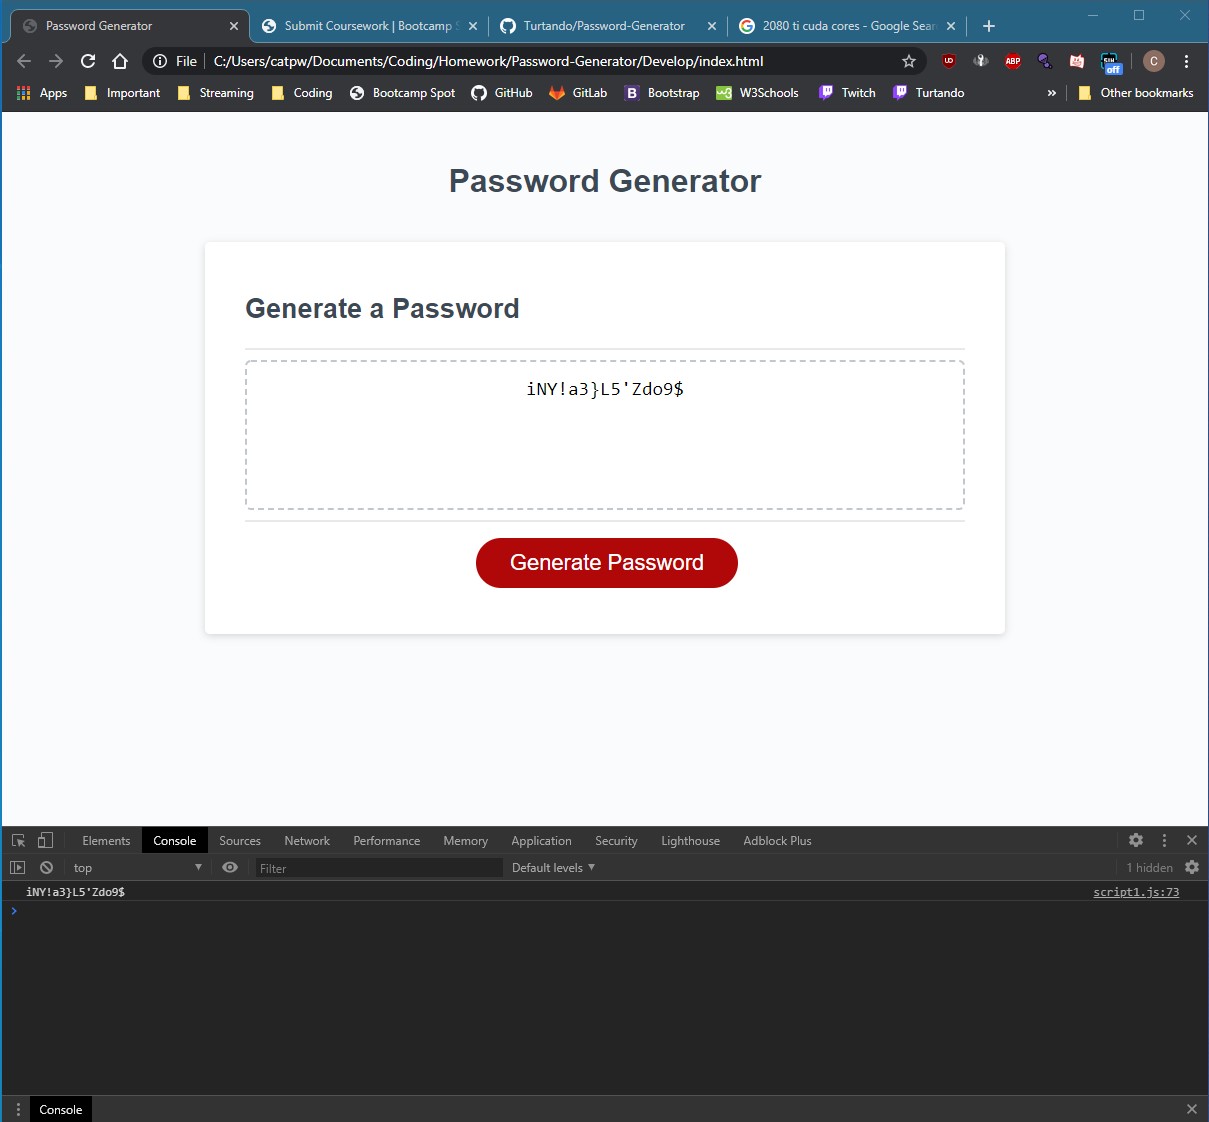 Password Generator
Submit Coursework | Bootcamp S
Turtando/Password-Generator
2080 ti cuda cores - Google Sear
File C:/Users/catpw/Documents/Coding/Homework/Password-Generator/Develop/index.html
UD
ABP
off
C
Apps Important Streaming Coding Bootcamp Spot GitHub GitLab B Bootstrap W3Schools Twitch Turtando » Other bookmarks
Password Generator
Generate a Password
iNY!a3}L5'Zdo9$
Generate Password
Elements Console Sources Network Performance Memory Application Security Lighthouse Adblock Plus
top Filter Default levels 1 hidden
iNY!a3}L5'Zdo9$ script1.js:73
Console